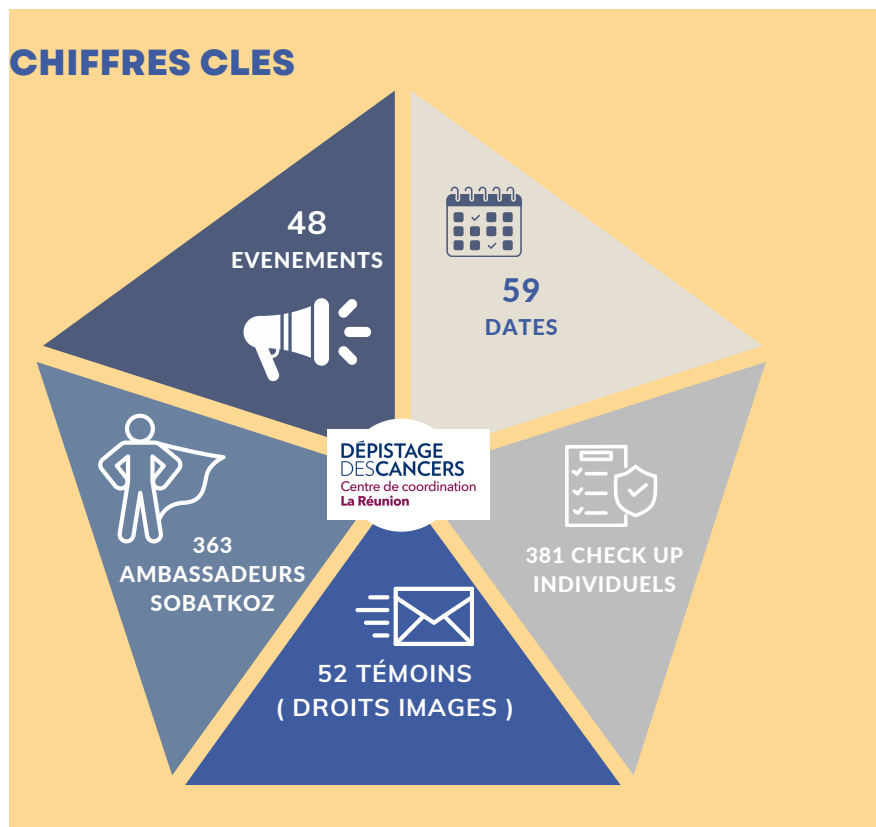 CHIFFRES CLES
48
EVENEMENTS
59
DATES
DÉPISTAGE
DESCANCERS
Centre de coordination
La Réunion
363
AMBASSADEURS
SOBATKOZ
381 CHECK UP
INDIVIDUELS
52 TÉMOINS
( DROITS IMAGES )